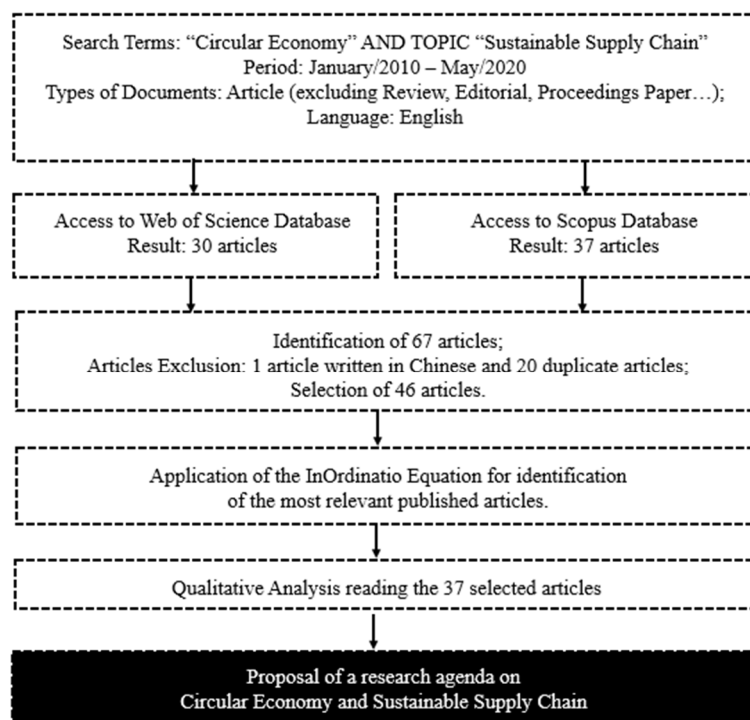 Search Terms: “Circular Economy” AND TOPIC “Sustainable Supply Chain”
Period: January/2010 – May/2020
Types of Documents: Article (excluding Review, Editorial, Proceedings Paper…);
Language: English
Access to Web of Science Database
Result: 30 articles
Access to Scopus Database
Result: 37 articles
Identification of 67 articles;
Articles Exclusion: 1 article written in Chinese and 20 duplicate articles;
Selection of 46 articles.
Application of the InOrdinatio Equation for identification
of the most relevant published articles.
Qualitative Analysis reading the 37 selected articles
Proposal of a research agenda on
Circular Economy and Sustainable Supply Chain